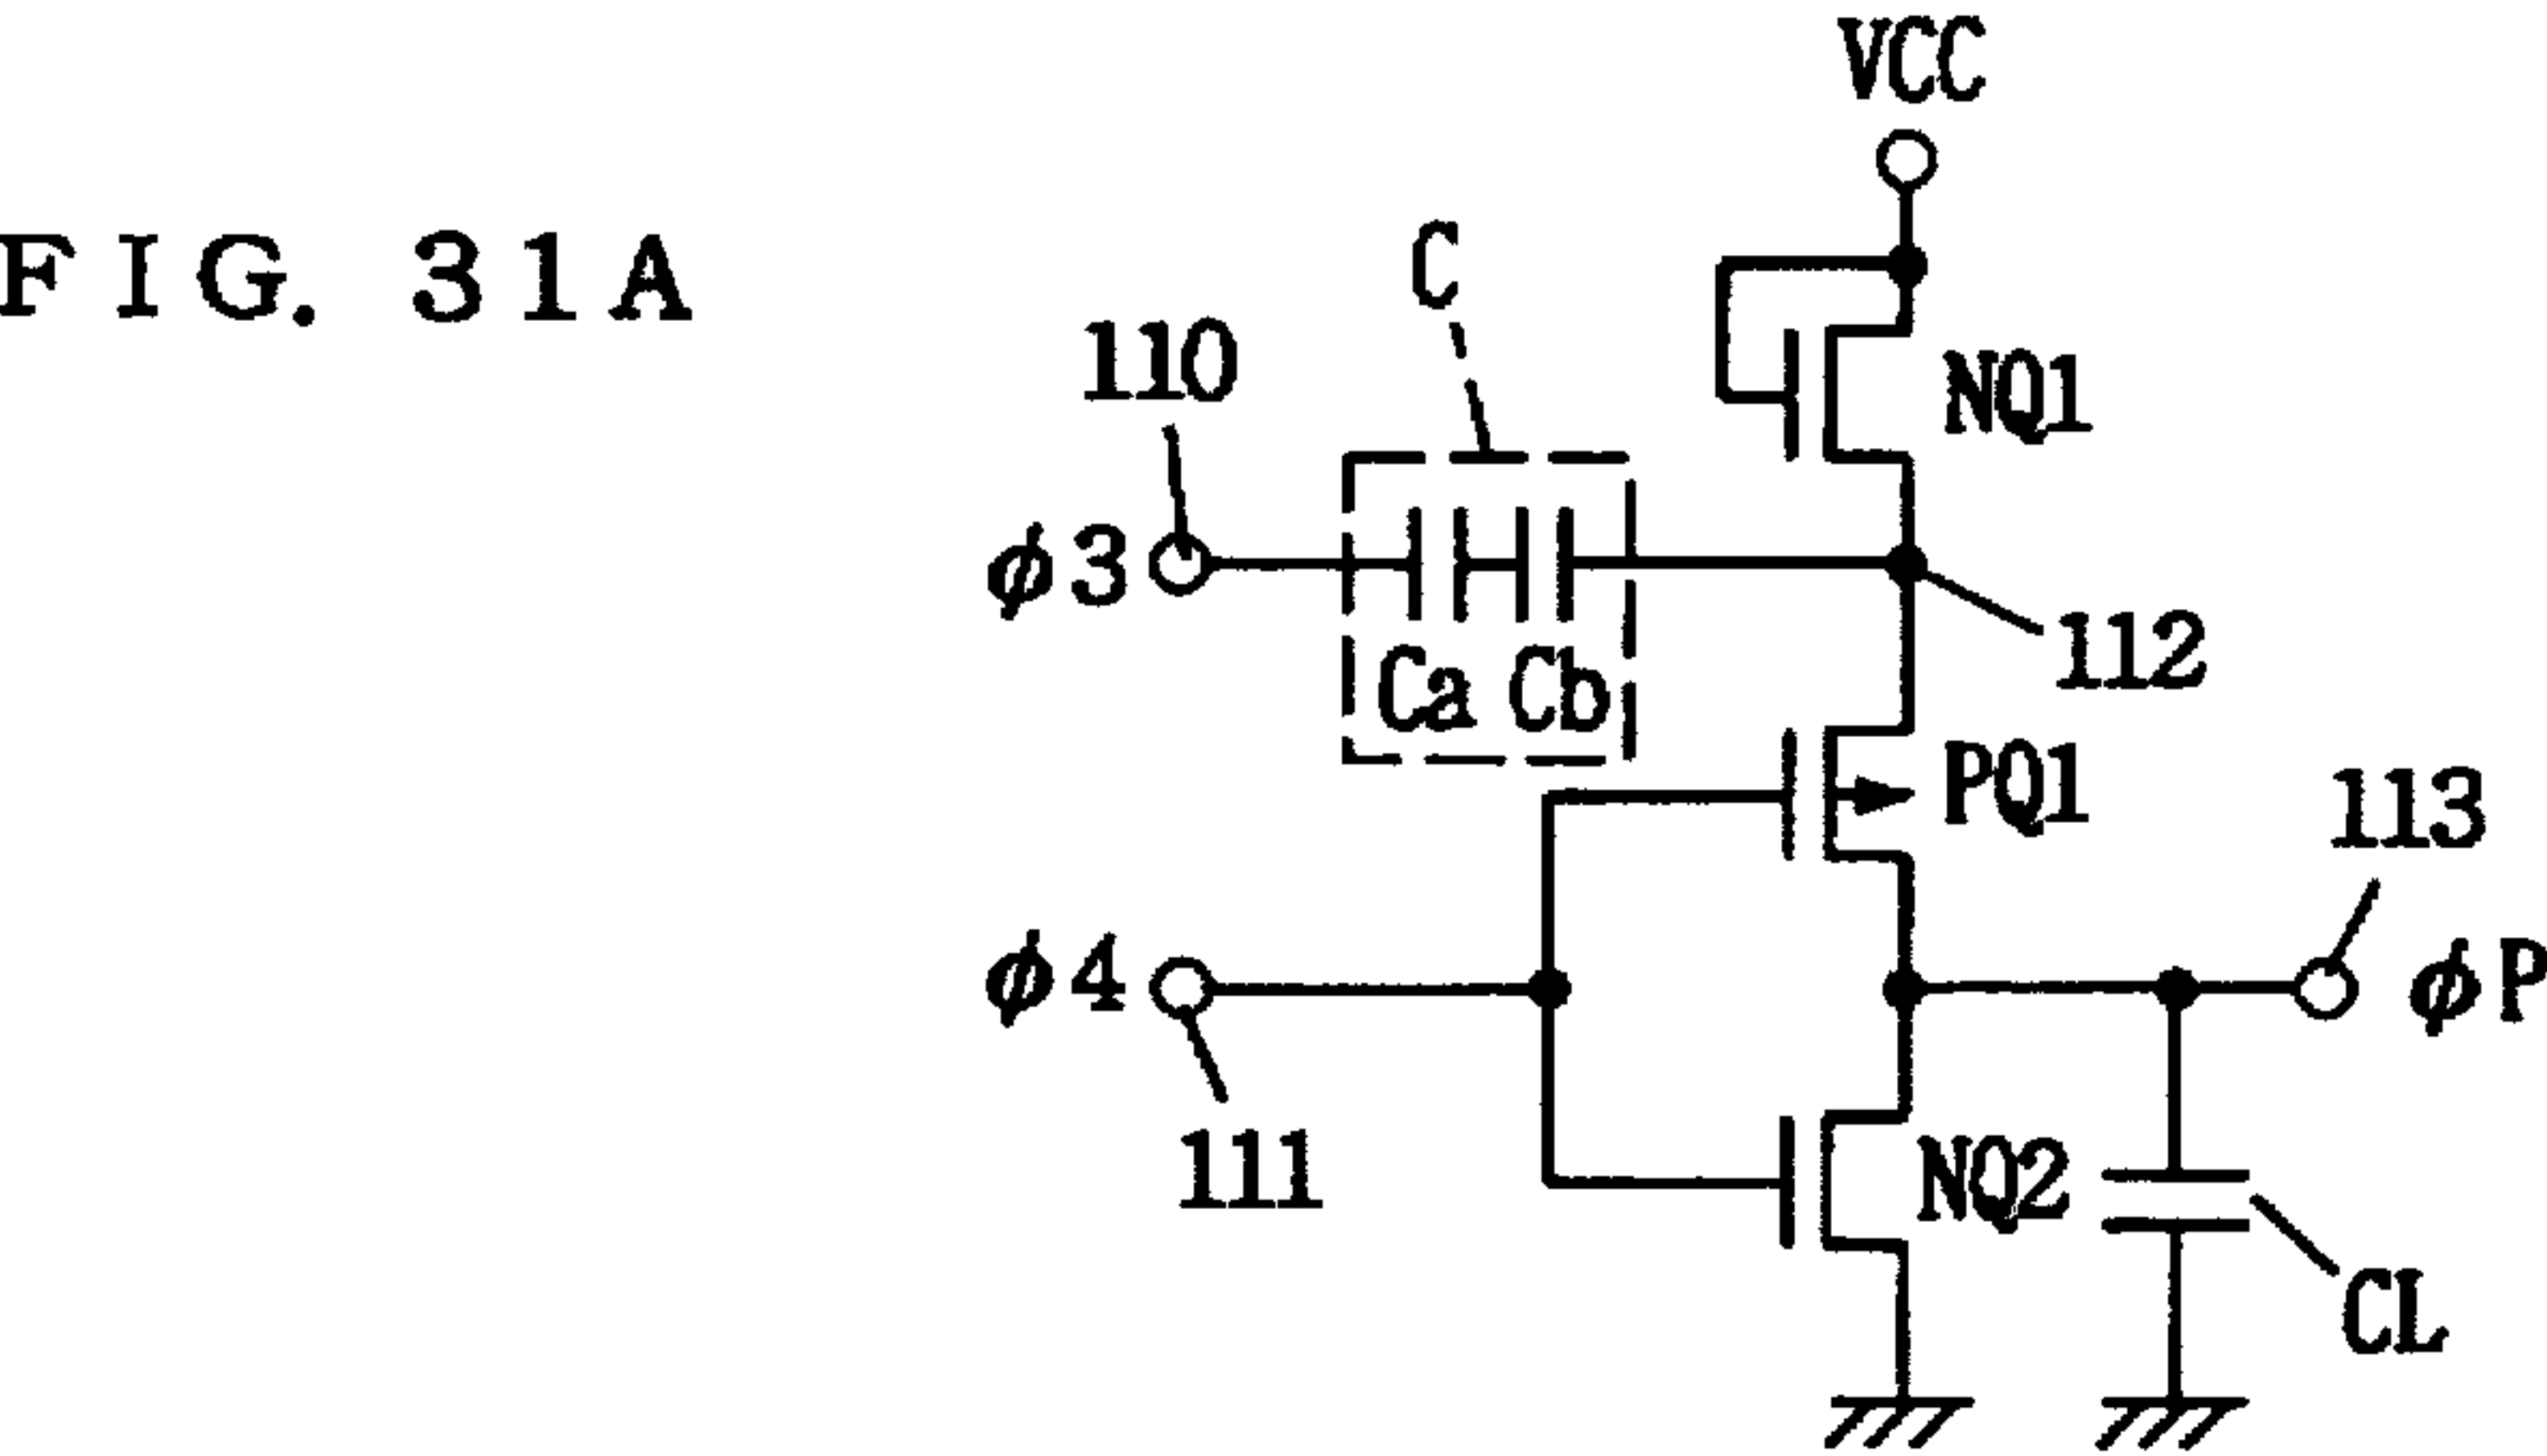 FIG. 31A
VCC
C
110
NQ1
φ3
112
Ca Cb
PQ1
113
φ4
φP
111
NQ2
CL